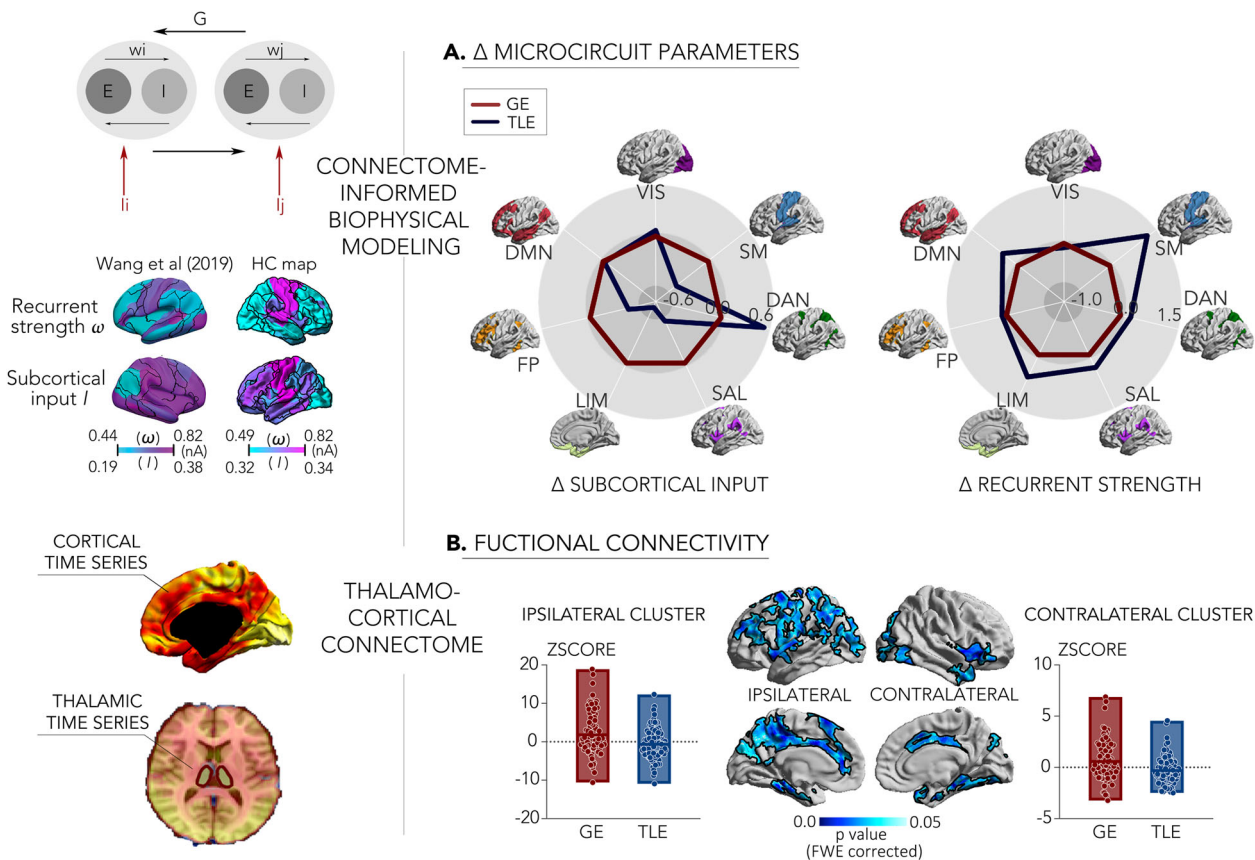 G
wi
wj
E
I
E
I
Ii
Ij
CONNECTOME-
INFORMED
BIOPHYSICAL
MODELING
Wang et al (2019)
HC map
Recurrent
strength ω
Subcortical
input I
0.44
(ω)
0.82
(nA)
0.19
(I)
0.38
0.49
(ω)
0.82
(nA)
0.32
(I)
0.34
CORTICAL
TIME SERIES
THALAMO-
CORTICAL
CONNECTOME
THALAMIC
TIME SERIES
A. Δ MICROCIRCUIT PARAMETERS
GE
TLE
VIS
SM
DAN
SAL
LIM
FP
DMN
-0.6
0.0
0.6
Δ SUBCORTICAL INPUT
VIS
SM
DAN
SAL
LIM
FP
DMN
-1.0
0.0
1.5
Δ RECURRENT STRENGTH
B. FUCTIONAL CONNECTIVITY
IPSILATERAL CLUSTER
ZSCORE
20
10
0
-10
-20
GE
TLE
IPSILATERAL
CONTRALATERAL
0.0
0.05
p value
(FWE corrected)
CONTRALATERAL CLUSTER
ZSCORE
10
5
0
-5
GE
TLE